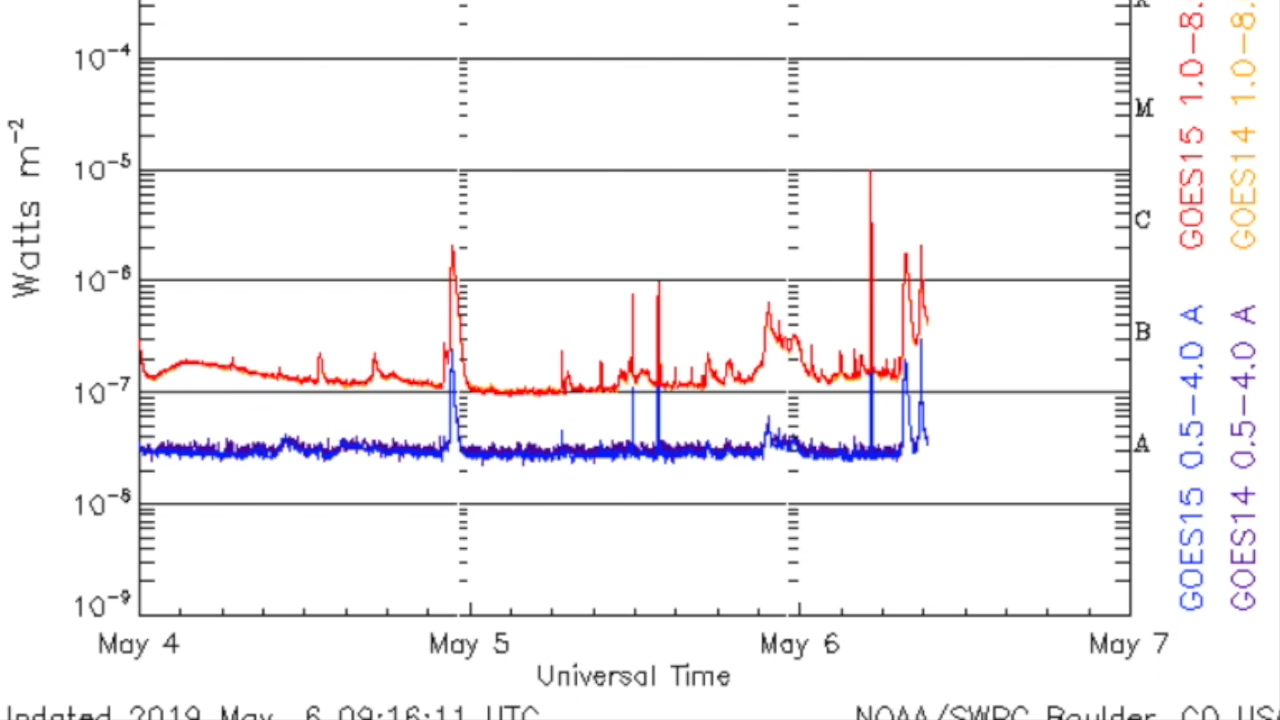 10⁻⁴
10⁻⁵
10⁻⁶
10⁻⁷
10⁻⁸
10⁻⁹
Watts m⁻²
M
C
B
A
May 4 May 5 May 6 May 7
Universal Time
Updated 2019 May 6 09:16:11 UTC
NOAA/SWPC Boulder, CO USA
GOES15 1.0-8.
GOES14 1.0-8.
GOES15 0.5-4.0 A
GOES14 0.5-4.0 A